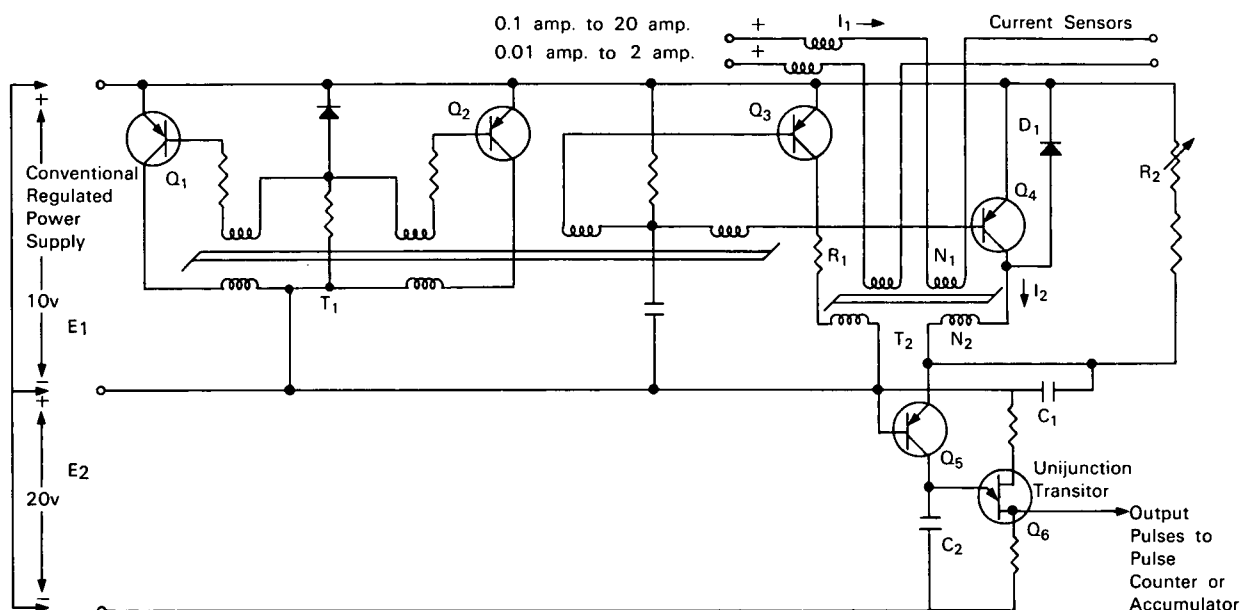 0.1 amp. to 20 amp.
0.01 amp. to 2 amp.
+
+
I1
Current Sensors
+
Conventional
Regulated
Power
Supply
10v
E1
−
+
E2
20v
−
Q1
Q2
T1
Q3
R1
N1
Q4
D1
I2
R2
T2
N2
C1
Q5
C2
Unijunction
Transitor
Q6
Output
Pulses to
Pulse
Counter or
Accumulator